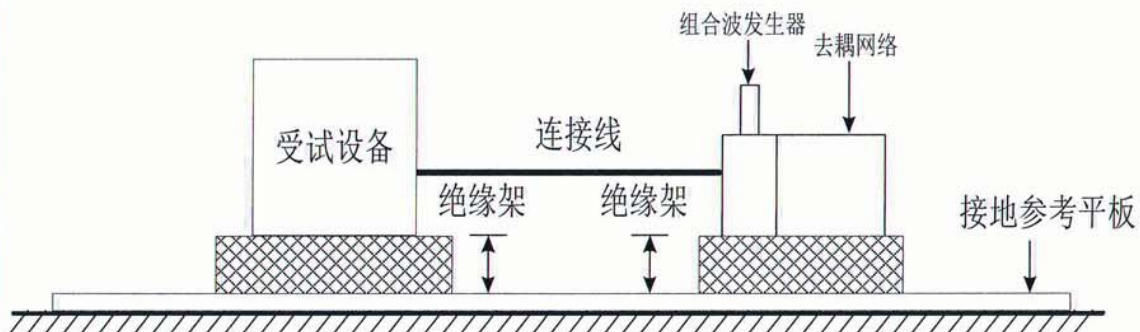 组合波发生器
去耦网络
受试设备
连接线
绝缘架
绝缘架
接地参考平板